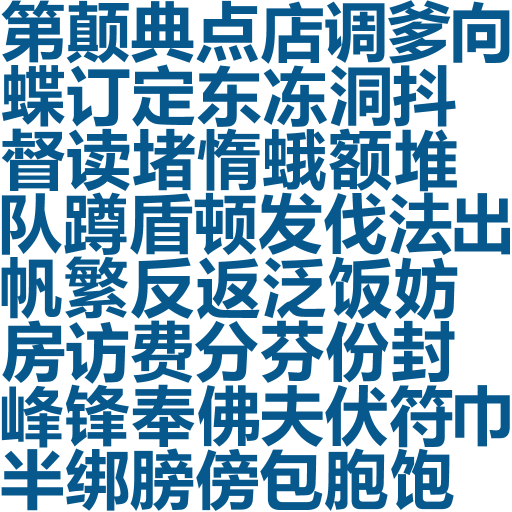 第颠典点店调爹向
蝶订定东冻洞抖
督读堵惰蛾额堆
队蹲盾顿发伐法出
帆繁反返泛饭妨
房访费分芬份封
峰锋奉佛夫伏符巾
半绑膀傍包胞饱